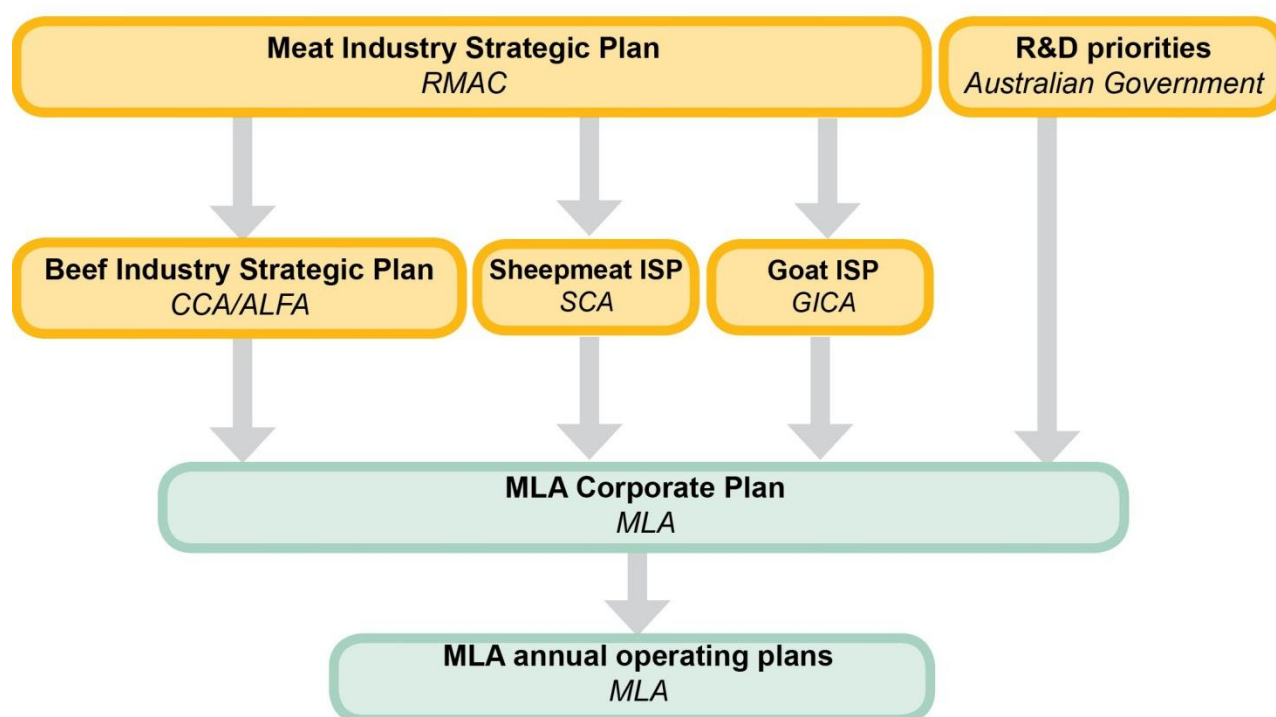 Meat Industry Strategic Plan
RMAC
R&D priorities
Australian Government
Beef Industry Strategic Plan
CCA/ALFA
Sheepmeat ISP
SCA
Goat ISP
GICA
MLA Corporate Plan
MLA
MLA annual operating plans
MLA